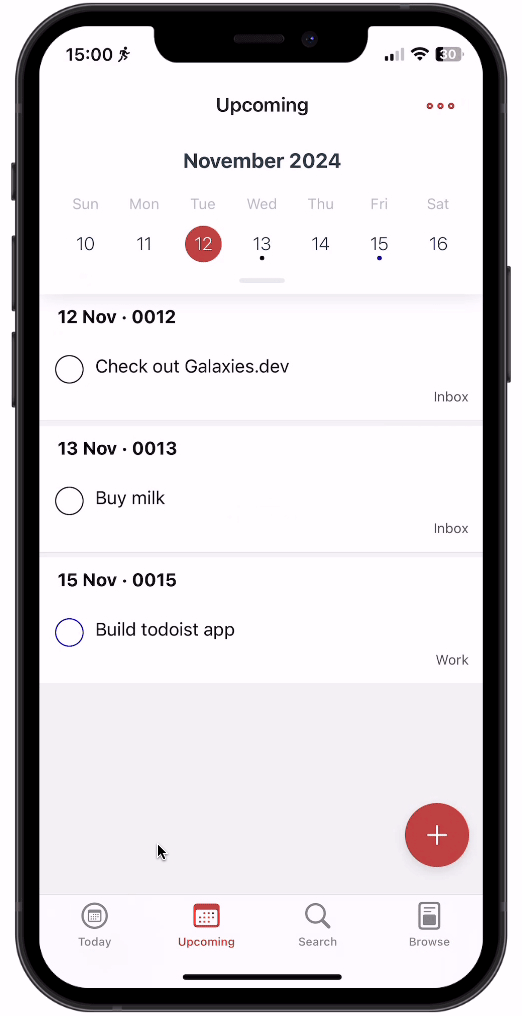 15:00 30
Upcoming
November 2024
Sun Mon Tue Wed Thu Fri Sat
10 11 12 13 14 15 16
12 Nov · 0012
Check out Galaxies.dev
Inbox
13 Nov · 0013
Buy milk
Inbox
15 Nov · 0015
Build todoist app
Work
Today Upcoming Search Browse